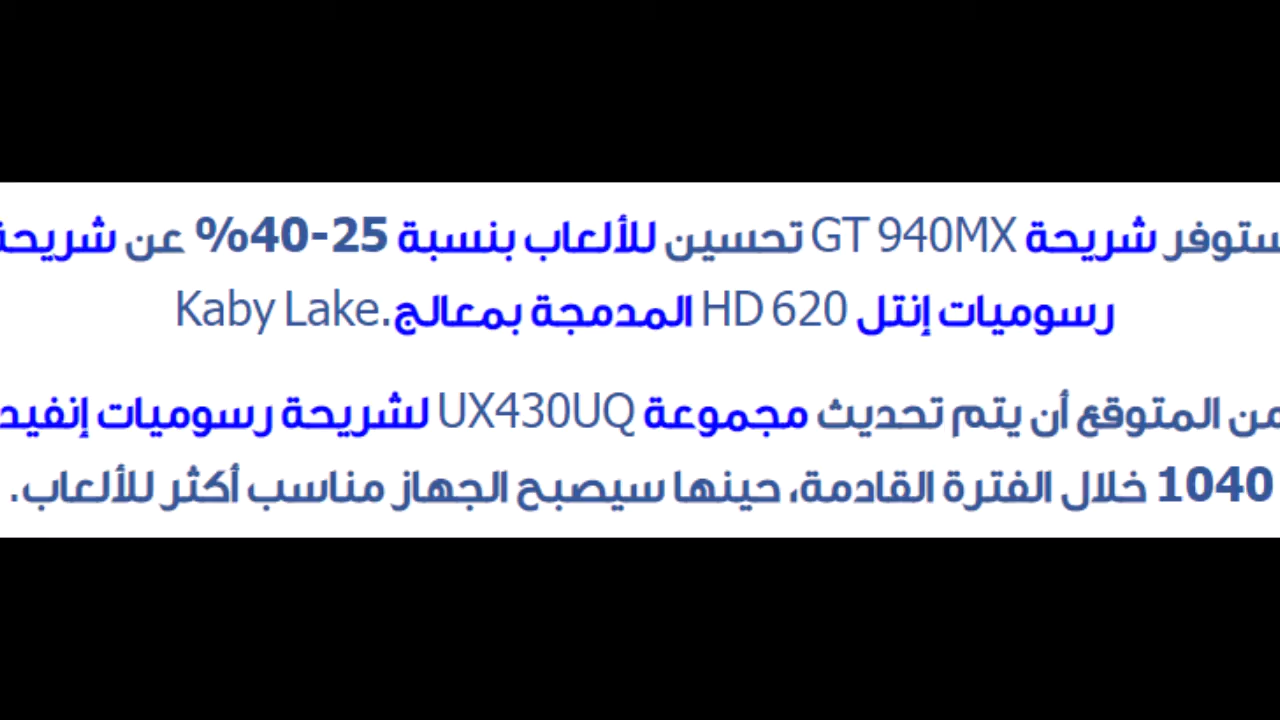 ستوفر شريحة GT 940MX تحسين للألعاب بنسبة 25-40% عن شريحة
رسوميات إنتل HD 620 المدمجة بمعالج Kaby Lake.
من المتوقع أن يتم تحديث مجموعة UX430UQ لشريحة رسوميات إنفيد
1040 خلال الفترة القادمة، حينها سيصبح الجهاز مناسب أكثر للألعاب.